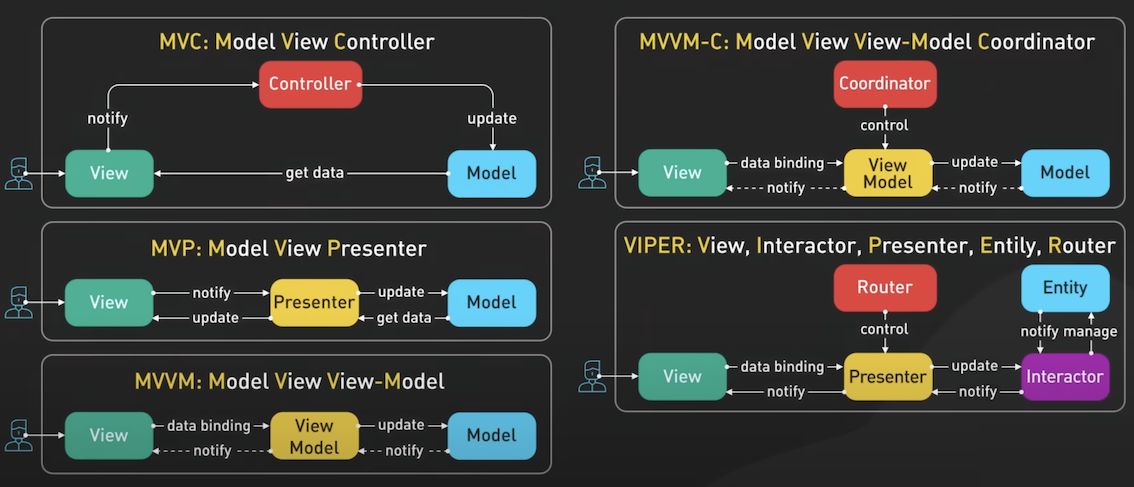 MVC: Model View Controller
Controller
notify
update
View
get data
Model
MVP: Model View Presenter
View
notify
update
Presenter
update
get data
Model
MVVM: Model View View-Model
View
data binding
notify
View
Model
update
notify
Model
MVVM-C: Model View View-Model Coordinator
Coordinator
control
View
data binding
notify
View
Model
update
notify
Model
VIPER: View, Interactor, Presenter, Entily, Router
Router
Entity
control
notify manage
View
data binding
notify
Presenter
update
notify
Interactor